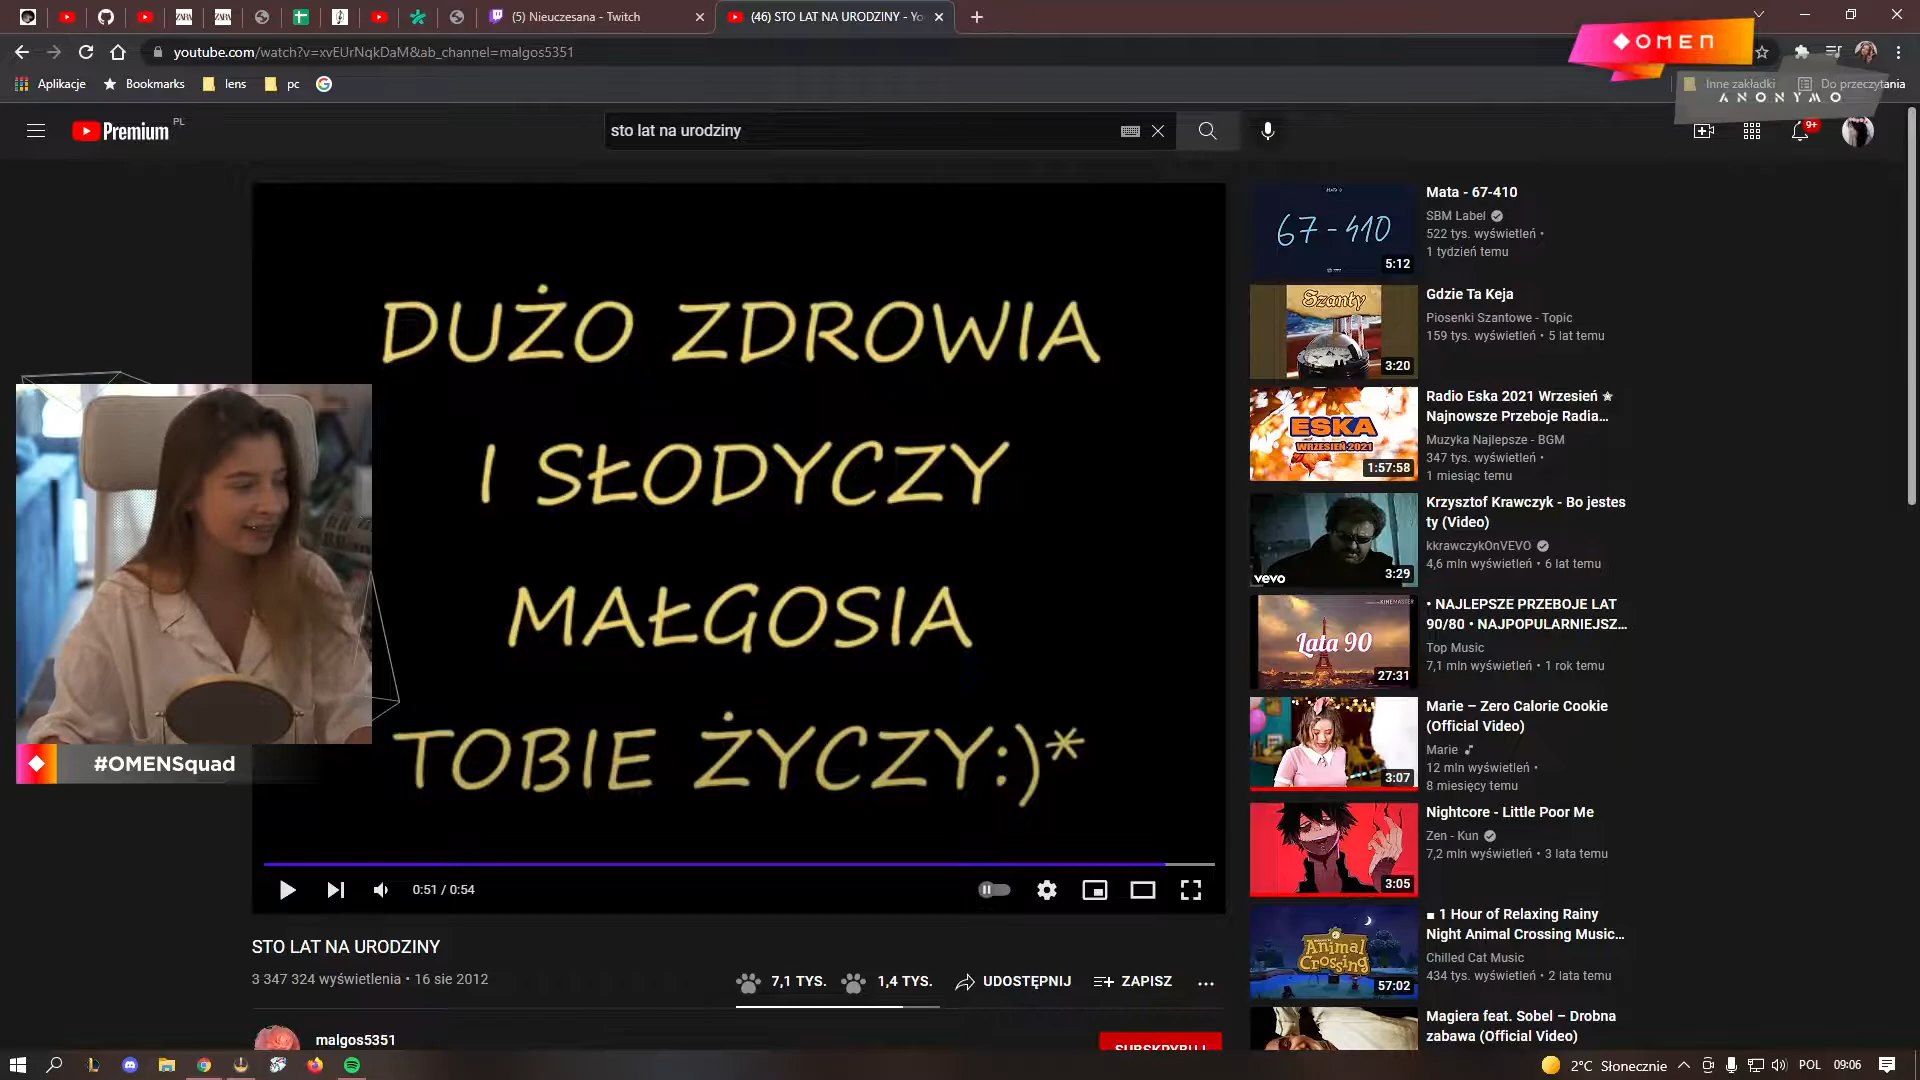 (5) Nieuczesana - Twitch
(46) STO LAT NA URODZINY - Yo
youtube.com/watch?v=xvEUrNqkDaM&ab_channel=malgos5351
OMEN
Aplikacje
Bookmarks
lens
pc
Inne zakładki
Do przeczytania
ANONYMO
Premium PL
sto lat na urodziny
9+
DUŻO ZDROWIA
I SŁODYCZY
MAŁGOSIA
TOBIE ŻYCZY:)*
#OMENSquad
0:51 / 0:54
STO LAT NA URODZINY
3 347 324 wyświetlenia • 16 sie 2012
7,1 TYS.
1,4 TYS.
UDOSTĘPNIJ
ZAPISZ
malgos5351
SUBSKRYBUJ
67-410
5:12
Mata - 67-410
SBM Label
522 tys. wyświetleń •
1 tydzień temu
Szanty
3:20
Gdzie Ta Keja
Piosenki Szantowe - Topic
159 tys. wyświetleń • 5 lat temu
ESKA
WRZESIEŃ 2021
1:57:58
Radio Eska 2021 Wrzesień ★
Najnowsze Przeboje Radia...
Muzyka Najlepsze - BGM
347 tys. wyświetleń •
1 miesiąc temu
vevo
3:29
Krzysztof Krawczyk - Bo jestes
ty (Video)
kkrawczykOnVEVO
4,6 mln wyświetleń • 6 lat temu
KINEMASTER
Lata 90
27:31
• NAJLEPSZE PRZEBOJE LAT
90/80 • NAJPOPULARNIEJSZ...
Top Music
7,1 mln wyświetleń • 1 rok temu
3:07
Marie – Zero Calorie Cookie
(Official Video)
Marie
12 mln wyświetleń •
8 miesięcy temu
3:05
Nightcore - Little Poor Me
Zen - Kun
7,2 mln wyświetleń • 3 lata temu
Animal
Crossing
57:02
■ 1 Hour of Relaxing Rainy
Night Animal Crossing Music...
Chilled Cat Music
434 tys. wyświetleń • 2 lata temu
Magiera feat. Sobel – Drobna
zabawa (Official Video)
2°C Słonecznie
POL
09:06